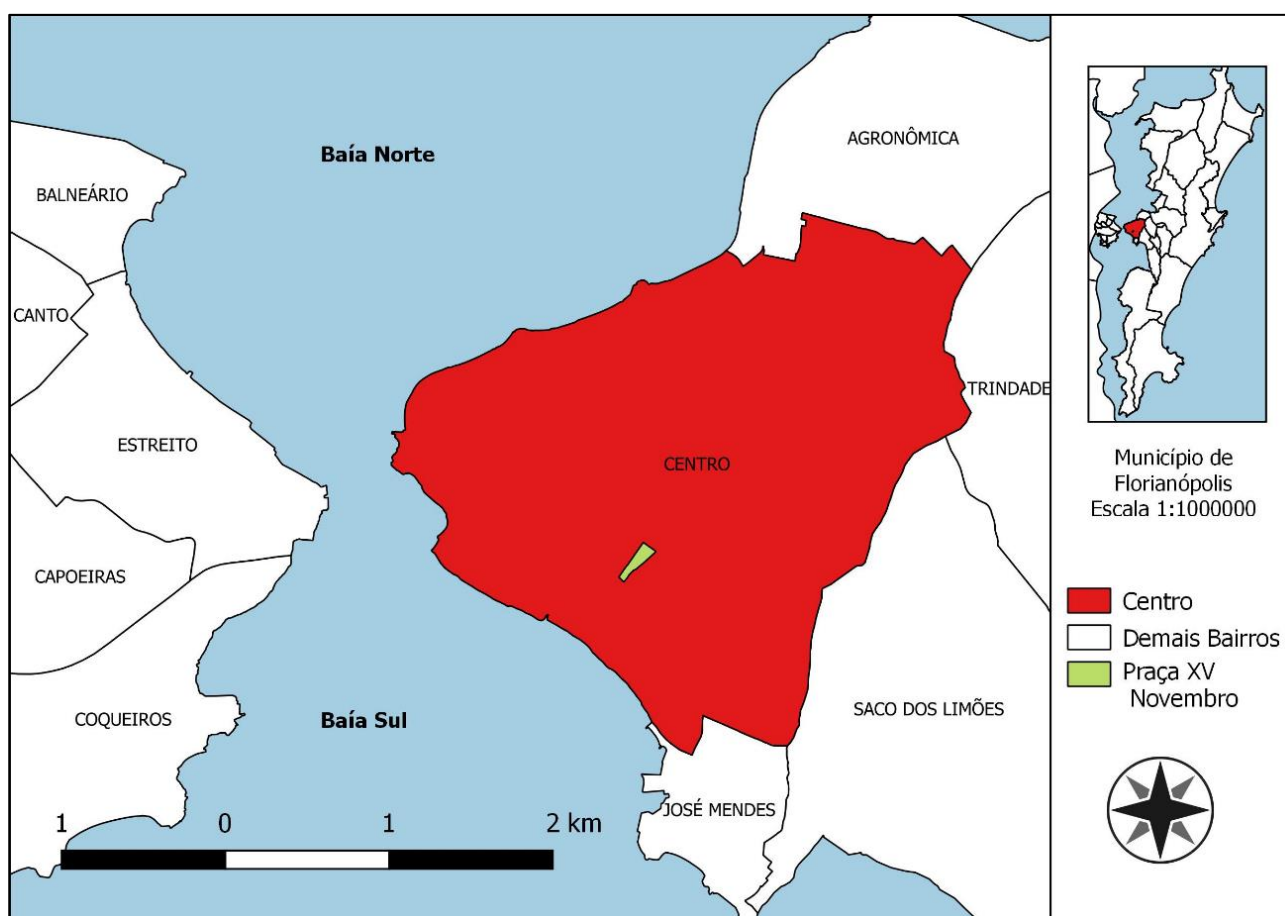 Baía Norte
AGRONÔMICA
BALNEÁRIO
CANTO
TRINDADE
ESTREITO
CENTRO
CAPOEIRAS
COQUEIROS
Baía Sul
SACO DOS LIMÕES
JOSÉ MENDES
1 0 1 2 km
Município de
Florianópolis
Escala 1:1000000
Centro
Demais Bairros
Praça XV
Novembro